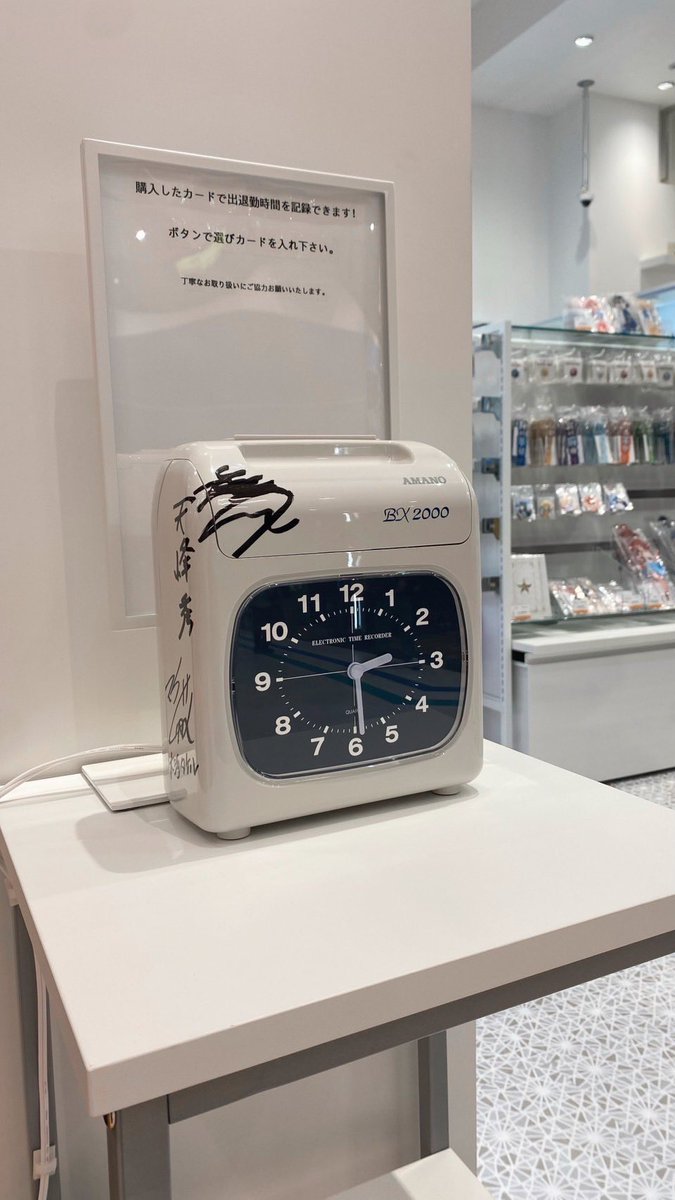 購入したカードで出退勤時間を記録できます!
ボタンで選びカードを入れ下さい。
丁寧なお取り扱いにご協力お願いいたします。
AMANO
BX2000
天峰秀
12
1
2
3
4
5
6
7
8
9
10
11
ELECTRONIC TIME RECORDER